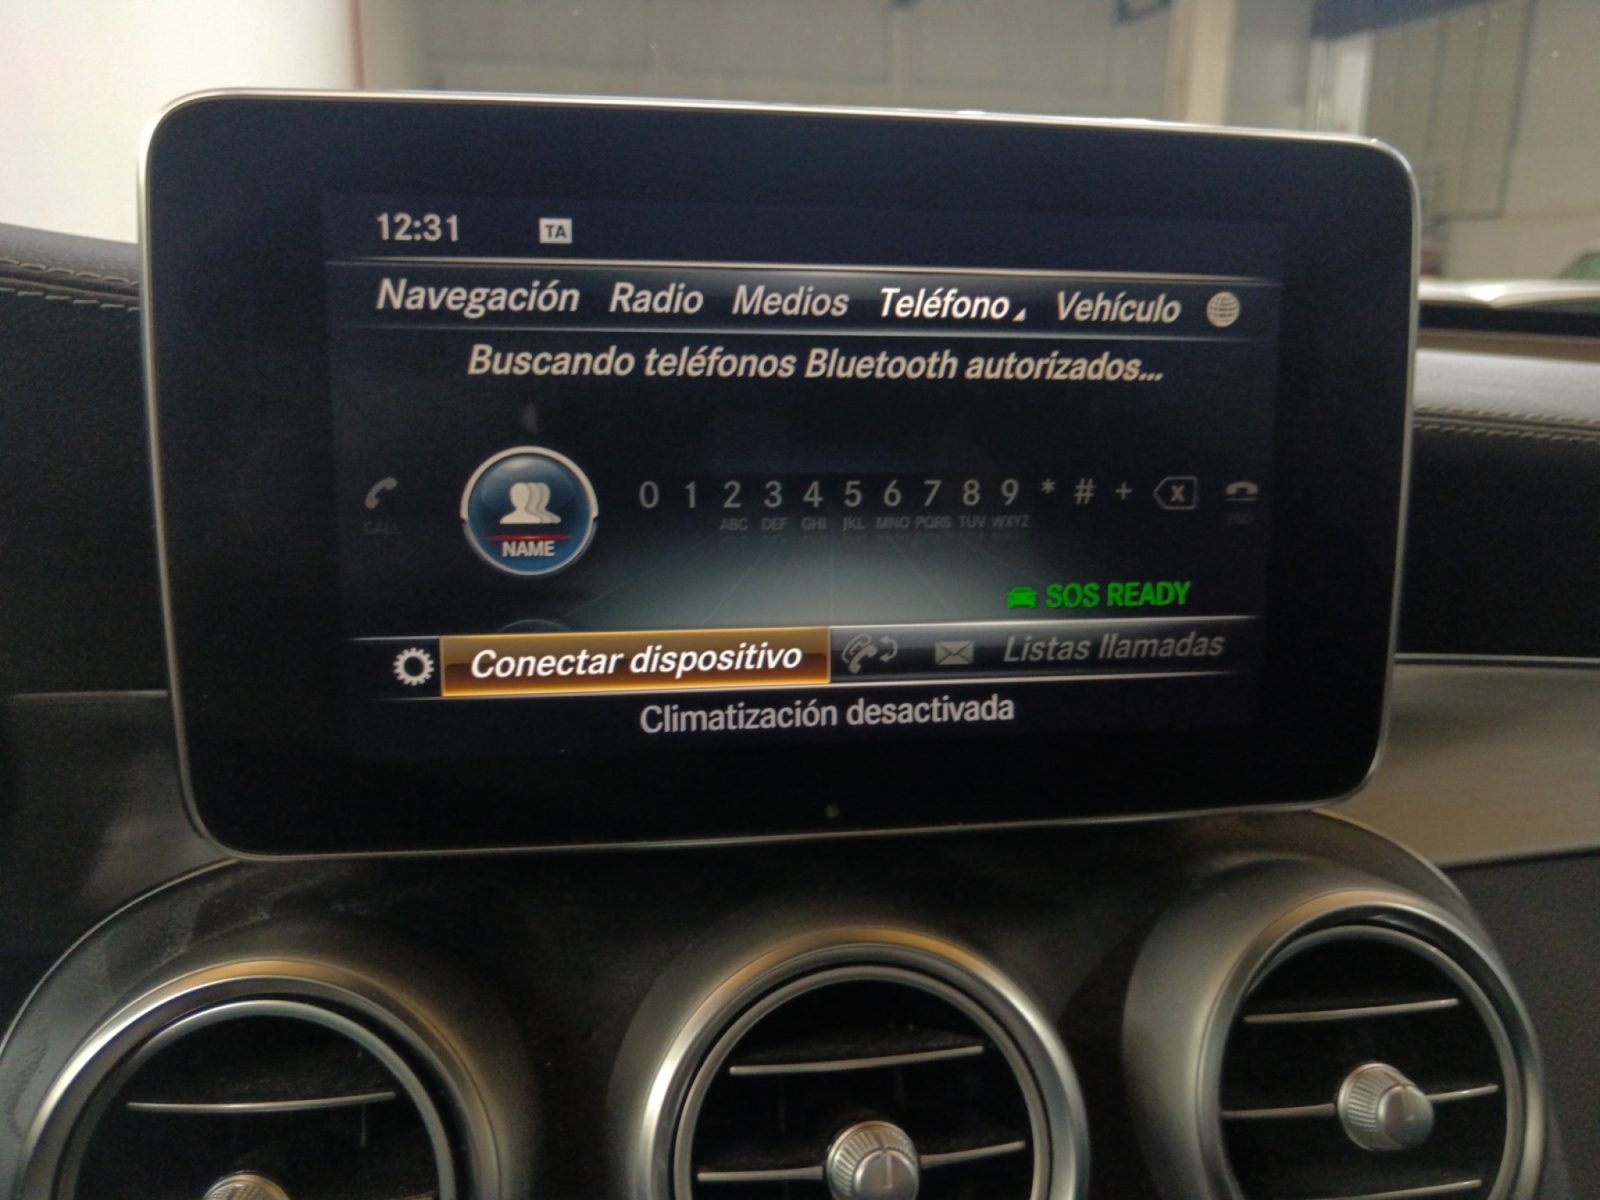 12:31 TA
Navegación Radio Medios Teléfono Vehículo
Buscando teléfonos Bluetooth autorizados...
0 1 2 3 4 5 6 7 8 9 * # + X
CALL ABC DEF GHI JKL MNO PQRS TUV WXYZ END
NAME
SOS READY
Conectar dispositivo Listas llamadas
Climatización desactivada